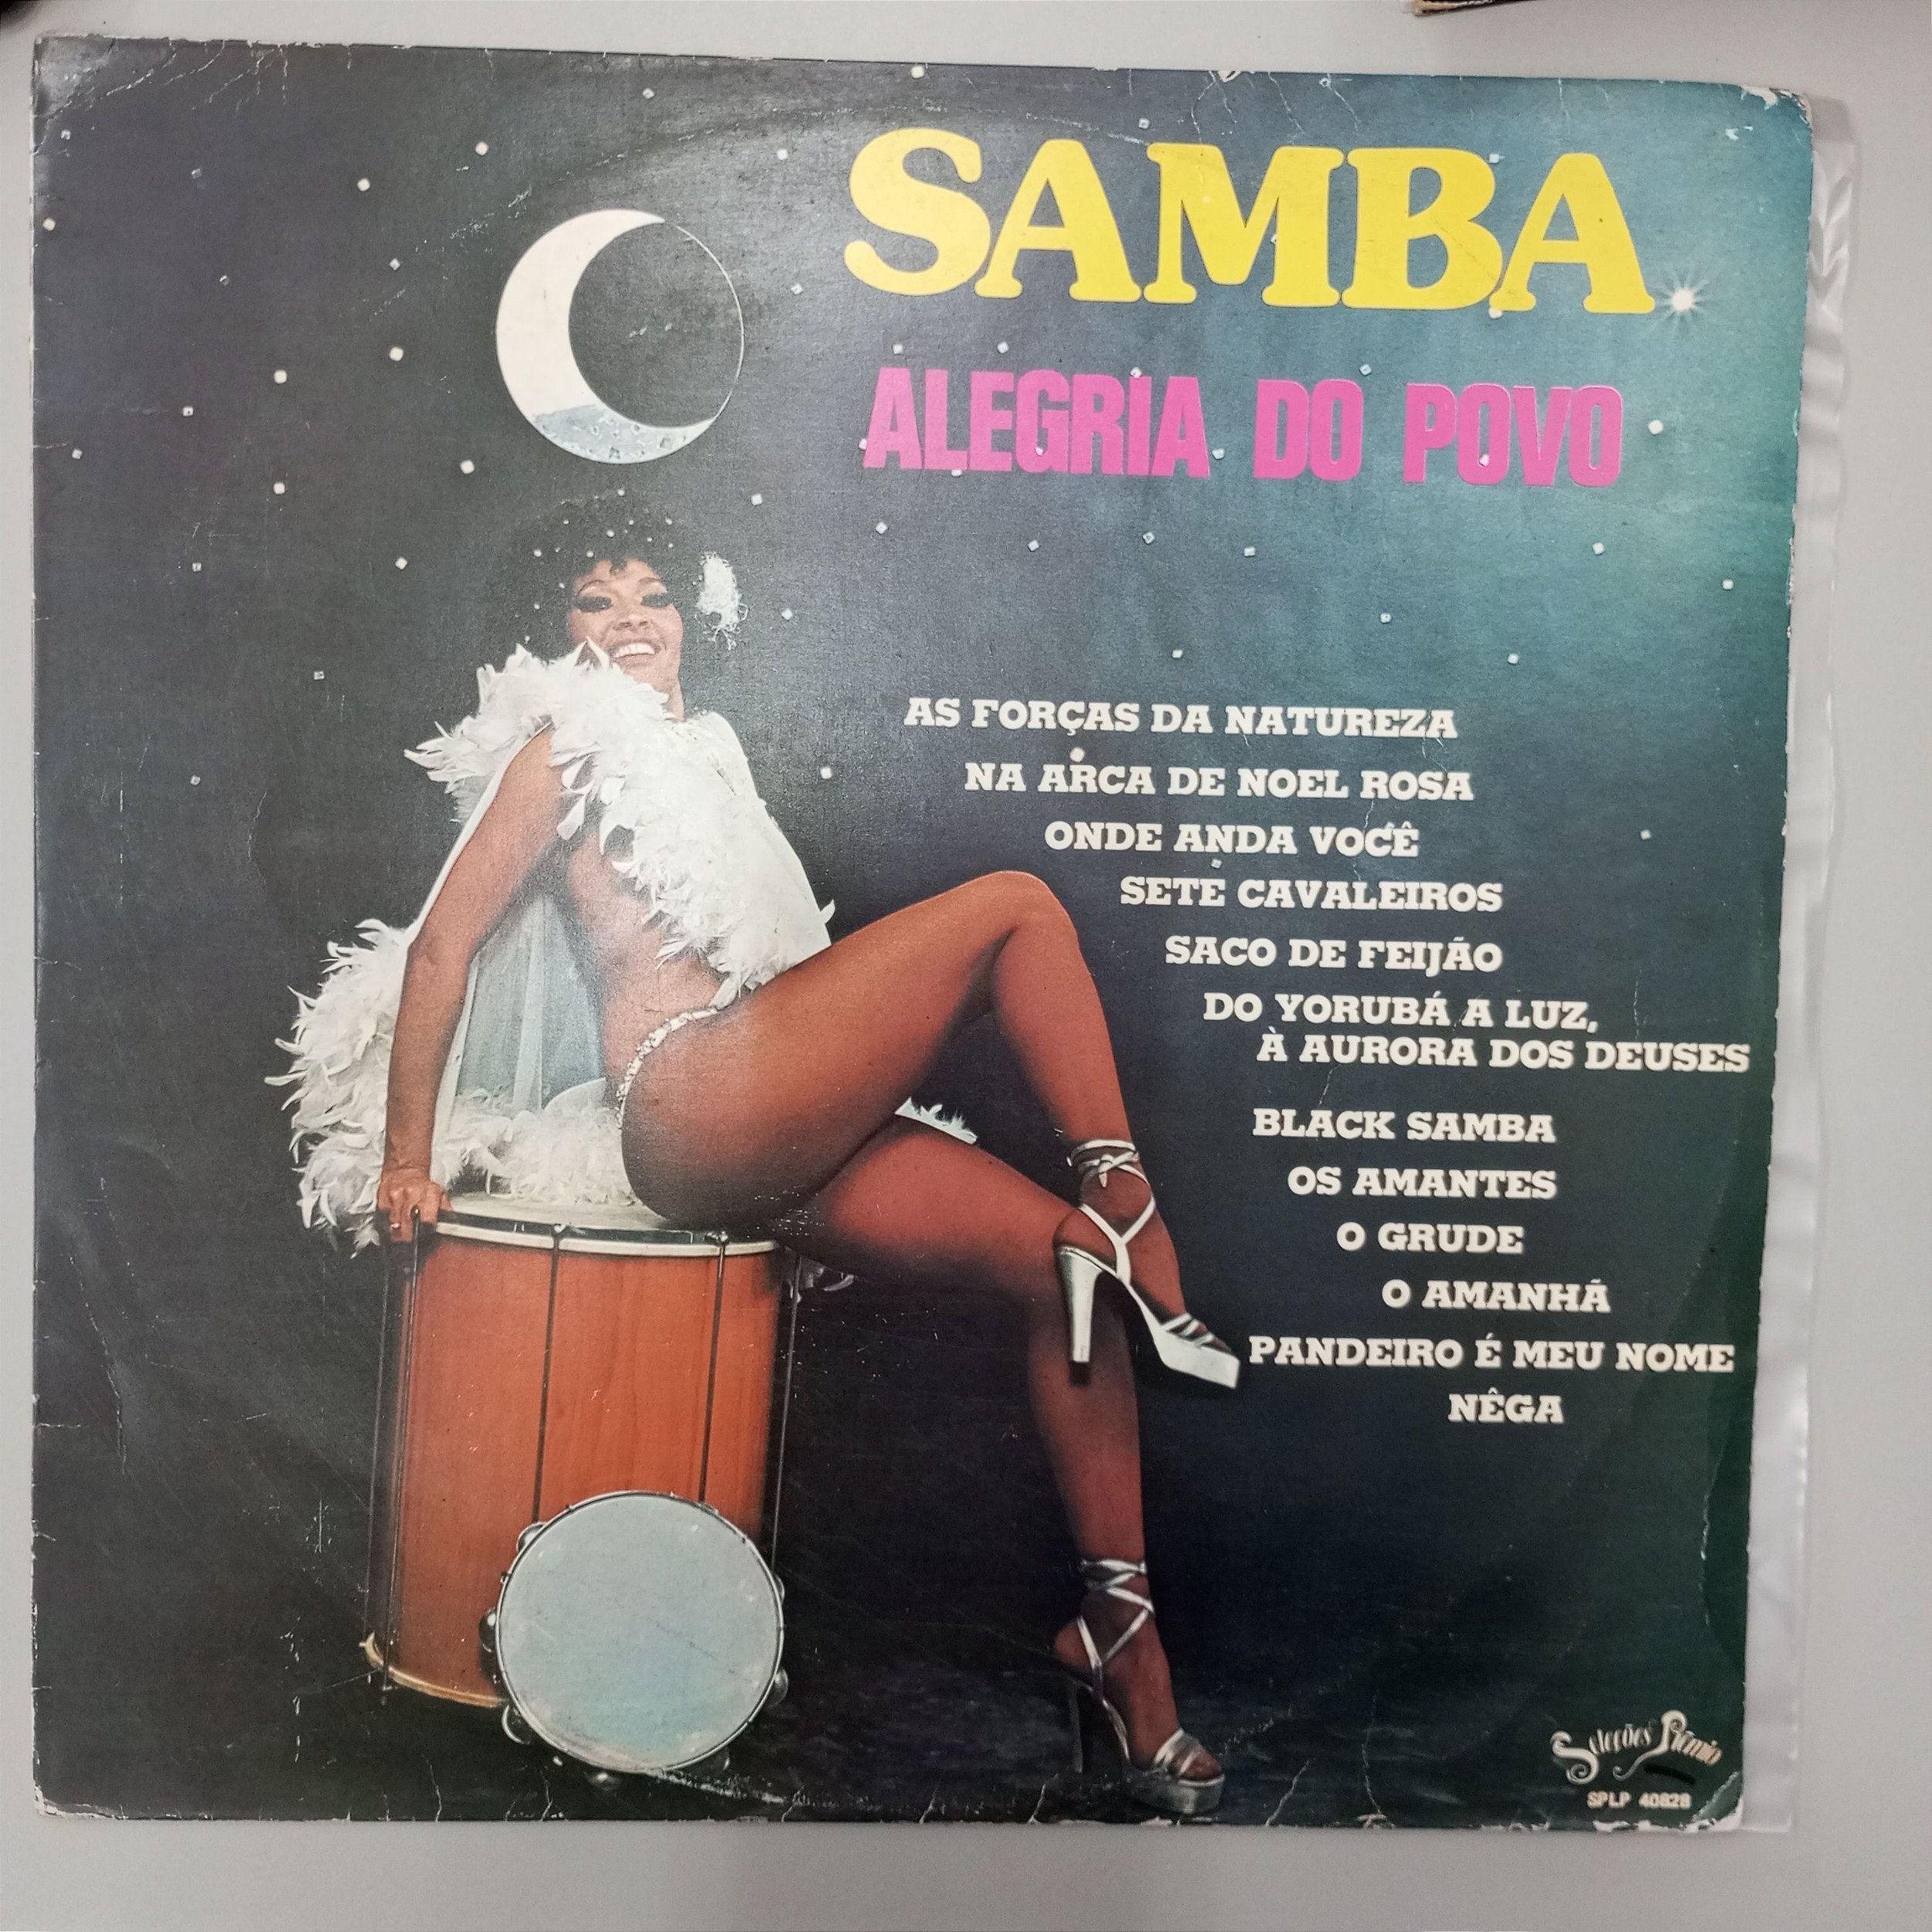 SAMBA
ALEGRIA DO POVO
AS FORÇAS DA NATUREZA
NA ARCA DE NOEL ROSA
ONDE ANDA VOCÊ
SETE CAVALEIROS
SACO DE FEIJÃO
DO YORUBÁ A LUZ,
À AURORA DOS DEUSES
BLACK SAMBA
OS AMANTES
O GRUDE
O AMANHÃ
PANDEIRO É MEU NOME
NÊGA
Seleções Prêmio
SPLP 40828